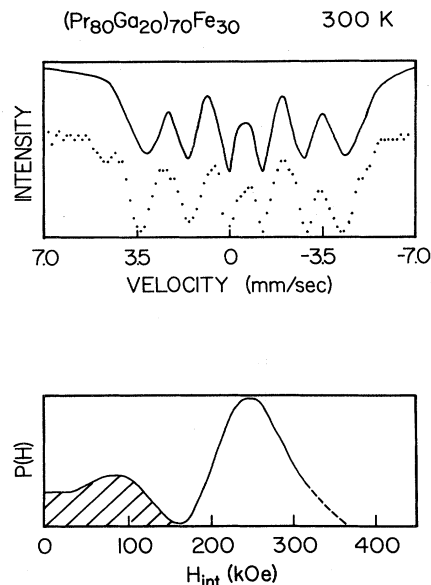 (Pr₈₀Ga₂₀)₇₀Fe₃₀ 300 K
INTENSITY
7.0 3.5 0 -3.5 -7.0
VELOCITY (mm/sec)
P(H)
0 100 200 300 400
H_int (kOe)